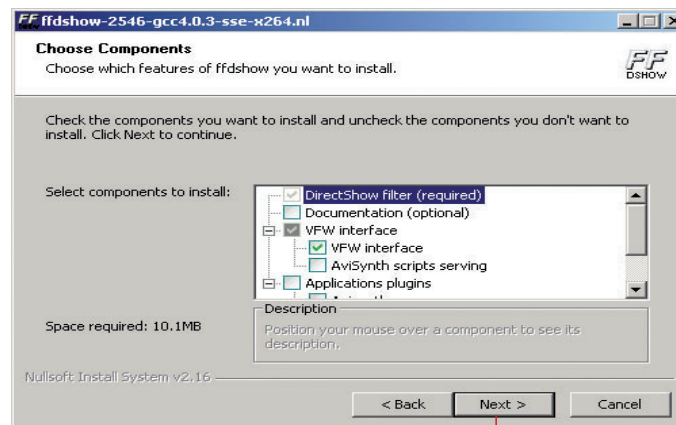 ffdshow-2546-gcc4.0.3-sse-x264.nl
Choose Components
Choose which features of ffdshow you want to install.
FF
DSHOW
Check the components you want to install and uncheck the components you don't want to
install. Click Next to continue.
Select components to install:
DirectShow filter (required)
Documentation (optional)
VFW interface
VFW interface
AviSynth scripts serving
Applications plugins
Description
Space required: 10.1MB
Position your mouse over a component to see its
description.
Nullsoft Install System v2.16
< Back
Next >
Cancel